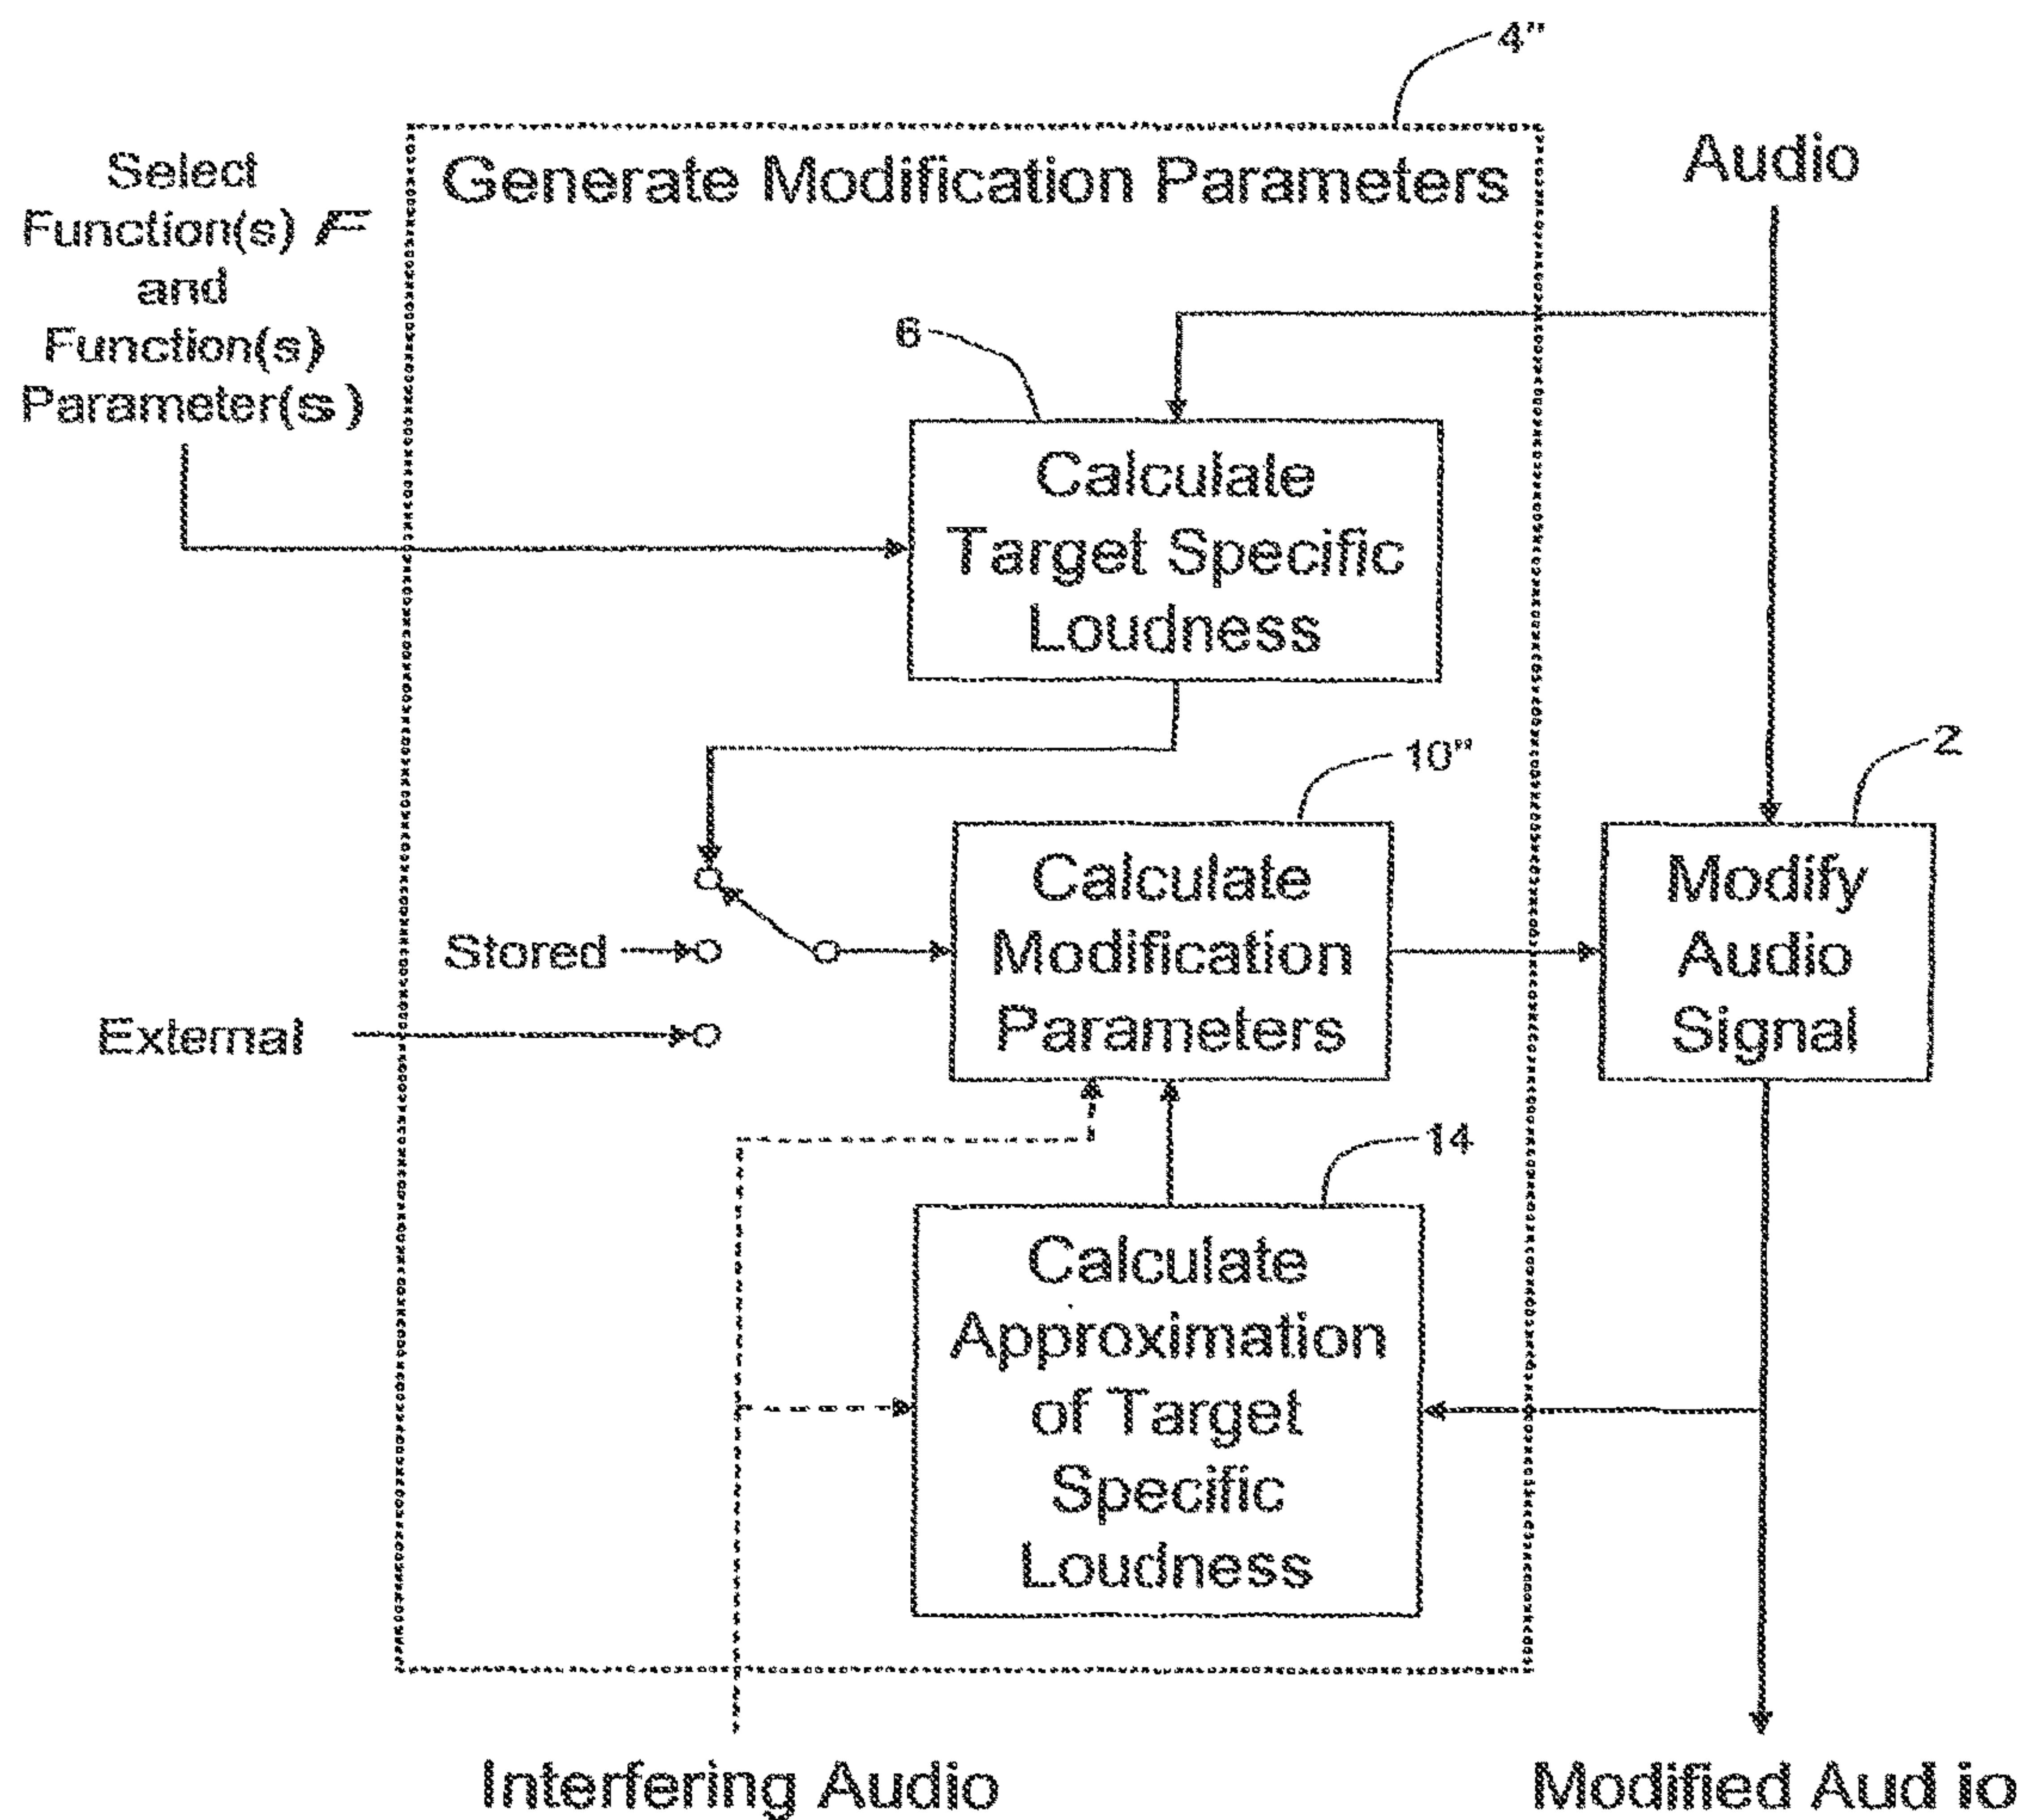 4"
Select
Function(s) F
and
Function(s)
Parameter(s)
Generate Modification Parameters
Audio
6
Calculate
Target Specific
Loudness
10"
2
Calculate
Modification
Parameters
Modify
Audio
Signal
Stored
External
14
Calculate
Approximation
of Target
Specific
Loudness
Interfering Audio
Modified Aud io